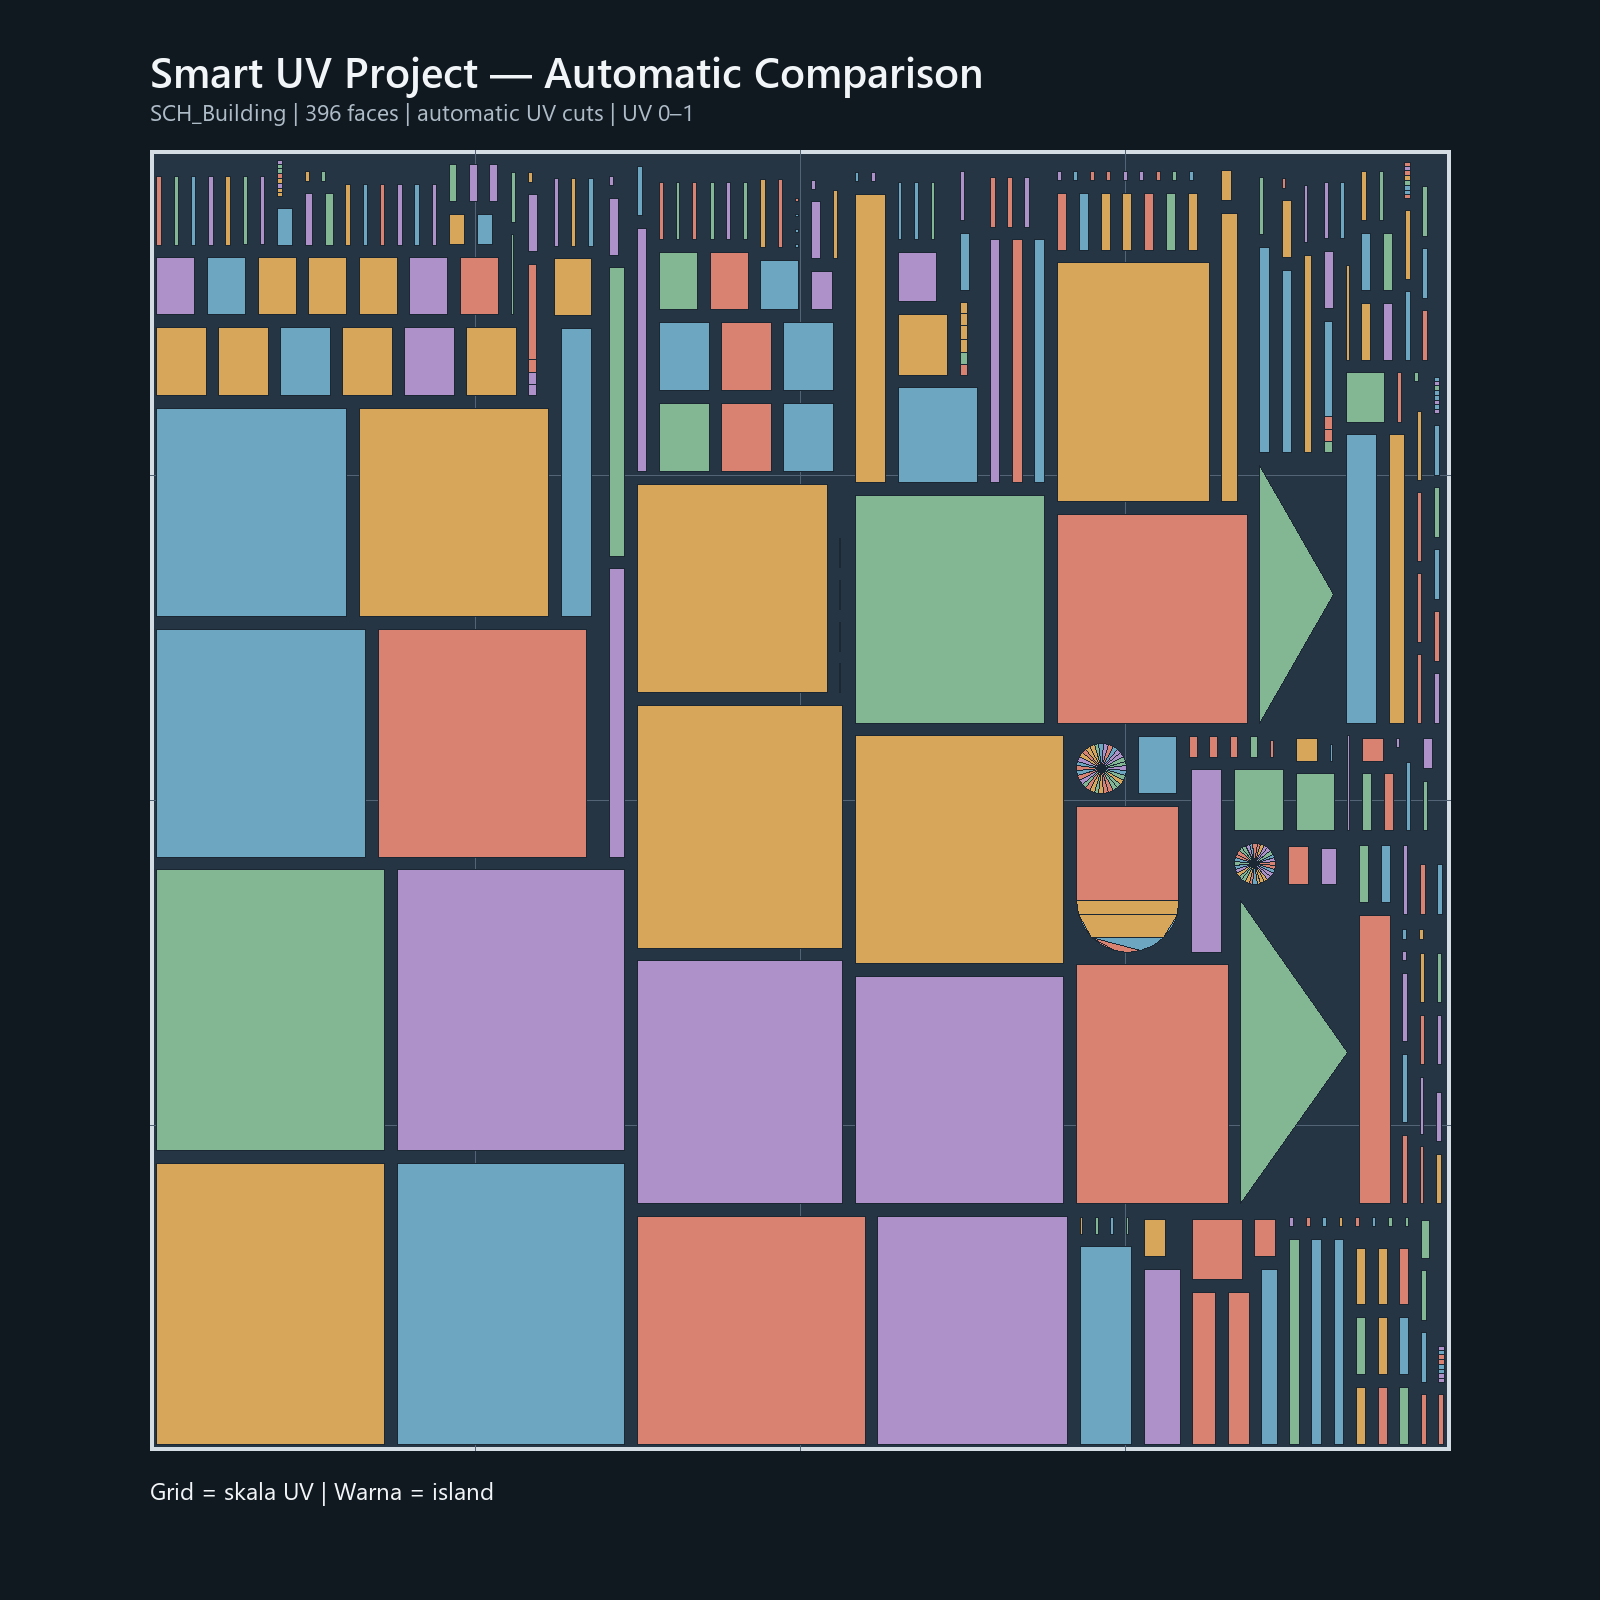 Smart UV Project — Automatic Comparison
SCH_Building | 396 faces | automatic UV cuts | UV 0–1
Grid = skala UV | Warna = island